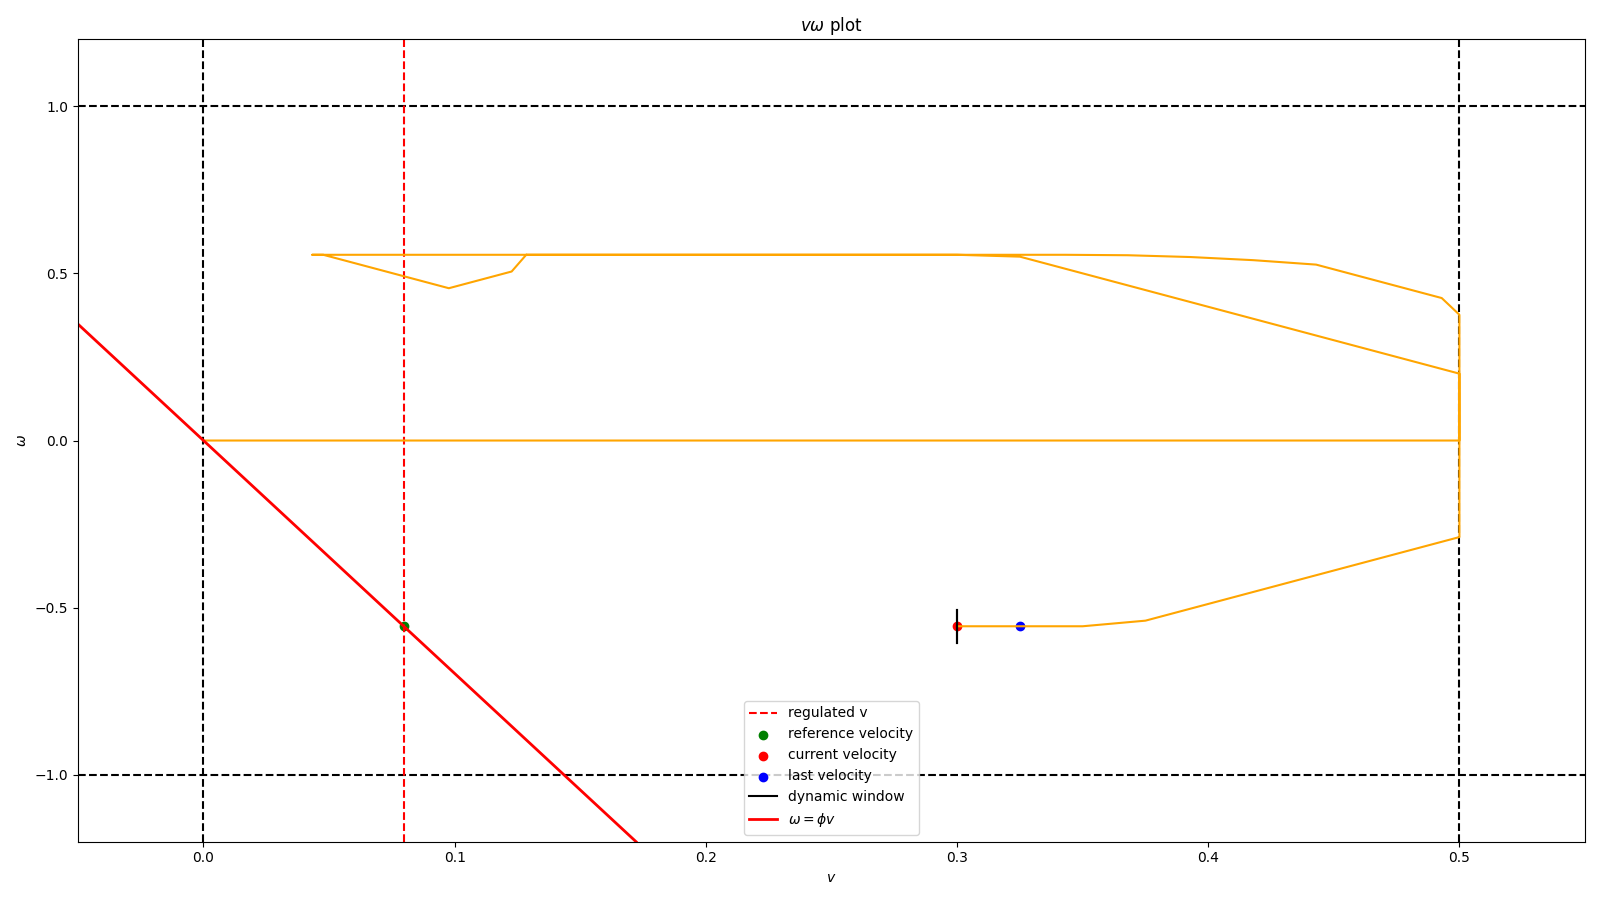 vω plot
1.0
0.5
0.0
−0.5
−1.0
ω
0.0 0.1 0.2 0.3 0.4 0.5
v
regulated v
reference velocity
current velocity
last velocity
dynamic window
ω = ϕv